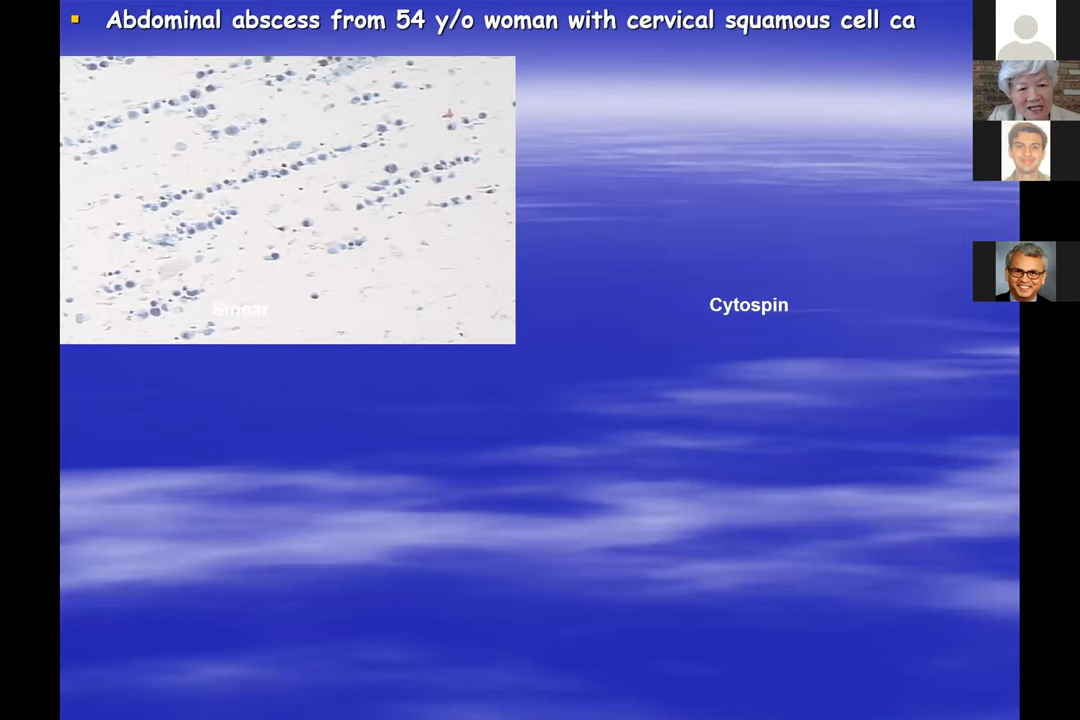 Abdominal abscess from 54 y/o woman with cervical squamous cell ca
Smear
Cytospin